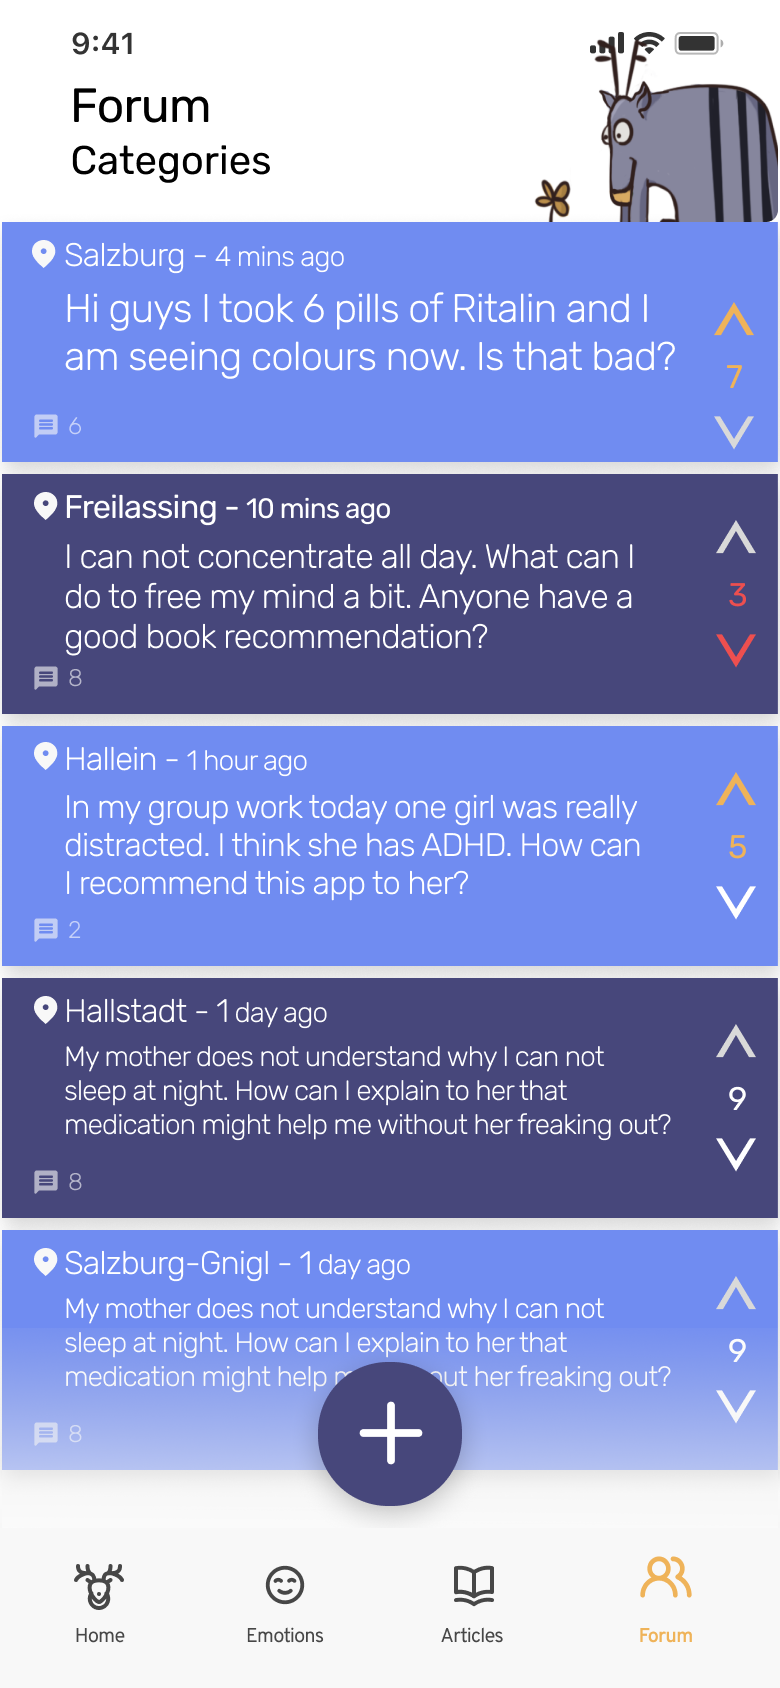 9:41
Forum
Categories
Salzburg - 4 mins ago
Hi guys I took 6 pills of Ritalin and I
am seeing colours now. Is that bad?
7
6
Freilassing - 10 mins ago
I can not concentrate all day. What can I
do to free my mind a bit. Anyone have a
good book recommendation?
3
8
Hallein - 1 hour ago
In my group work today one girl was really
distracted. I think she has ADHD. How can
I recommend this app to her?
5
2
Hallstadt - 1 day ago
My mother does not understand why I can not
sleep at night. How can I explain to her that
medication might help me without her freaking out?
9
8
Salzburg-Gnigl - 1 day ago
My mother does not understand why I can not
sleep at night. How can I explain to her that
medication might help her freaking out?
9
8
Home
Emotions
Articles
Forum